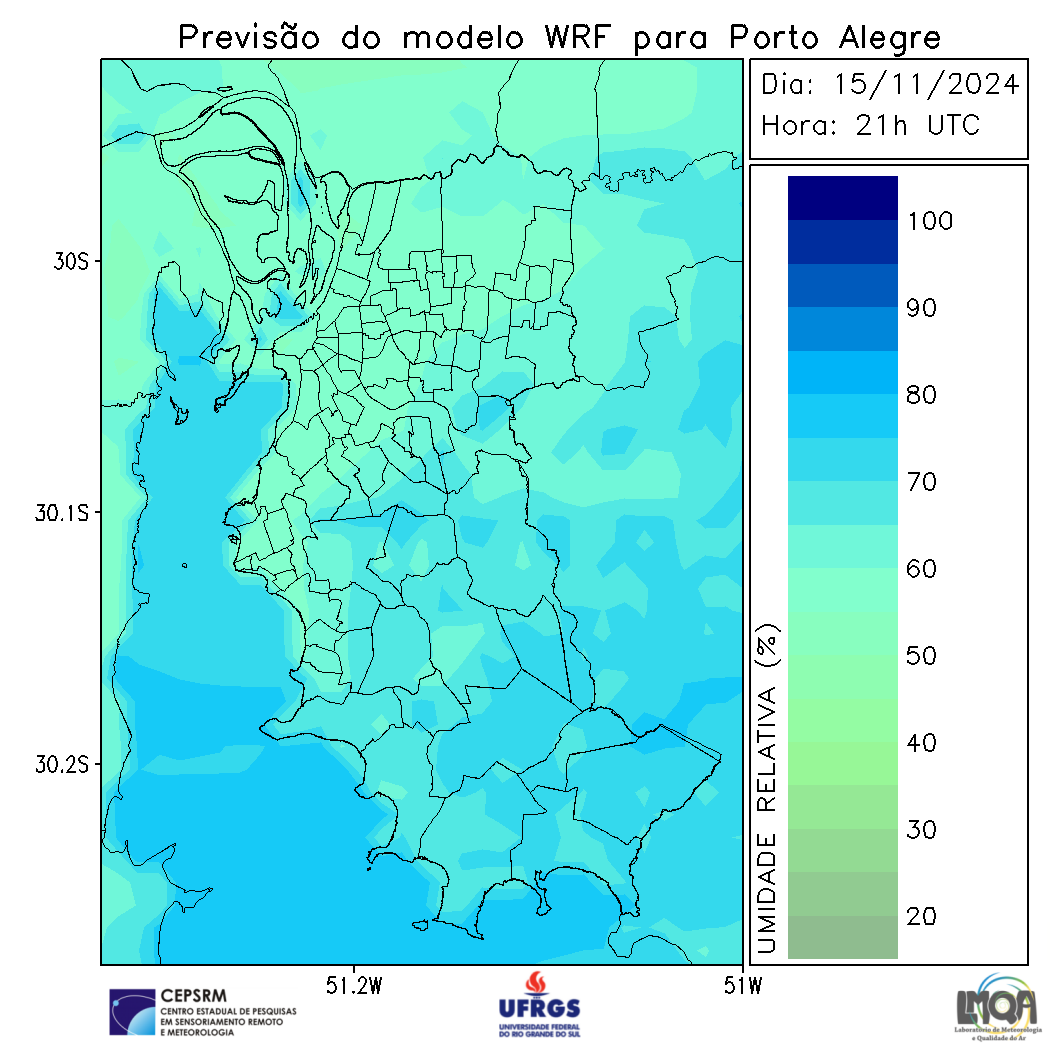 Previsão do modelo WRF para Porto Alegre
Dia: 15/11/2024
Hora: 21h UTC
100
90
80
70
60
50
40
30
20
UMIDADE RELATIVA (%)
30S
30.1S
30.2S
51.2W
51W
CEPSRM
CENTRO ESTADUAL DE PESQUISAS
EM SENSORIAMENTO REMOTO
E METEOROLOGIA
UFRGS
UNIVERSIDADE FEDERAL
DO RIO GRANDE DO SUL
LMQA
Laboratório de Meteorologia
e Qualidade do Ar